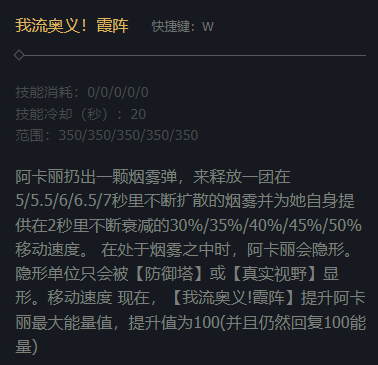 我流奥义！霞阵 快捷键：W
技能消耗：0/0/0/0/0
技能冷却（秒）：20
范围：350/350/350/350/350
阿卡丽扔出一颗烟雾弹，来释放一团在
5/5.5/6/6.5/7秒里不断扩散的烟雾并为她自身提
供在2秒里不断衰减的30%/35%/40%/45%/50%
移动速度。 在处于烟雾之中时，阿卡丽会隐形。
隐形单位只会被【防御塔】或【真实视野】显
形。移动速度 现在，【我流奥义!霞阵】提升阿卡
丽最大能量值，提升值为100(并且仍然回复100能
量)